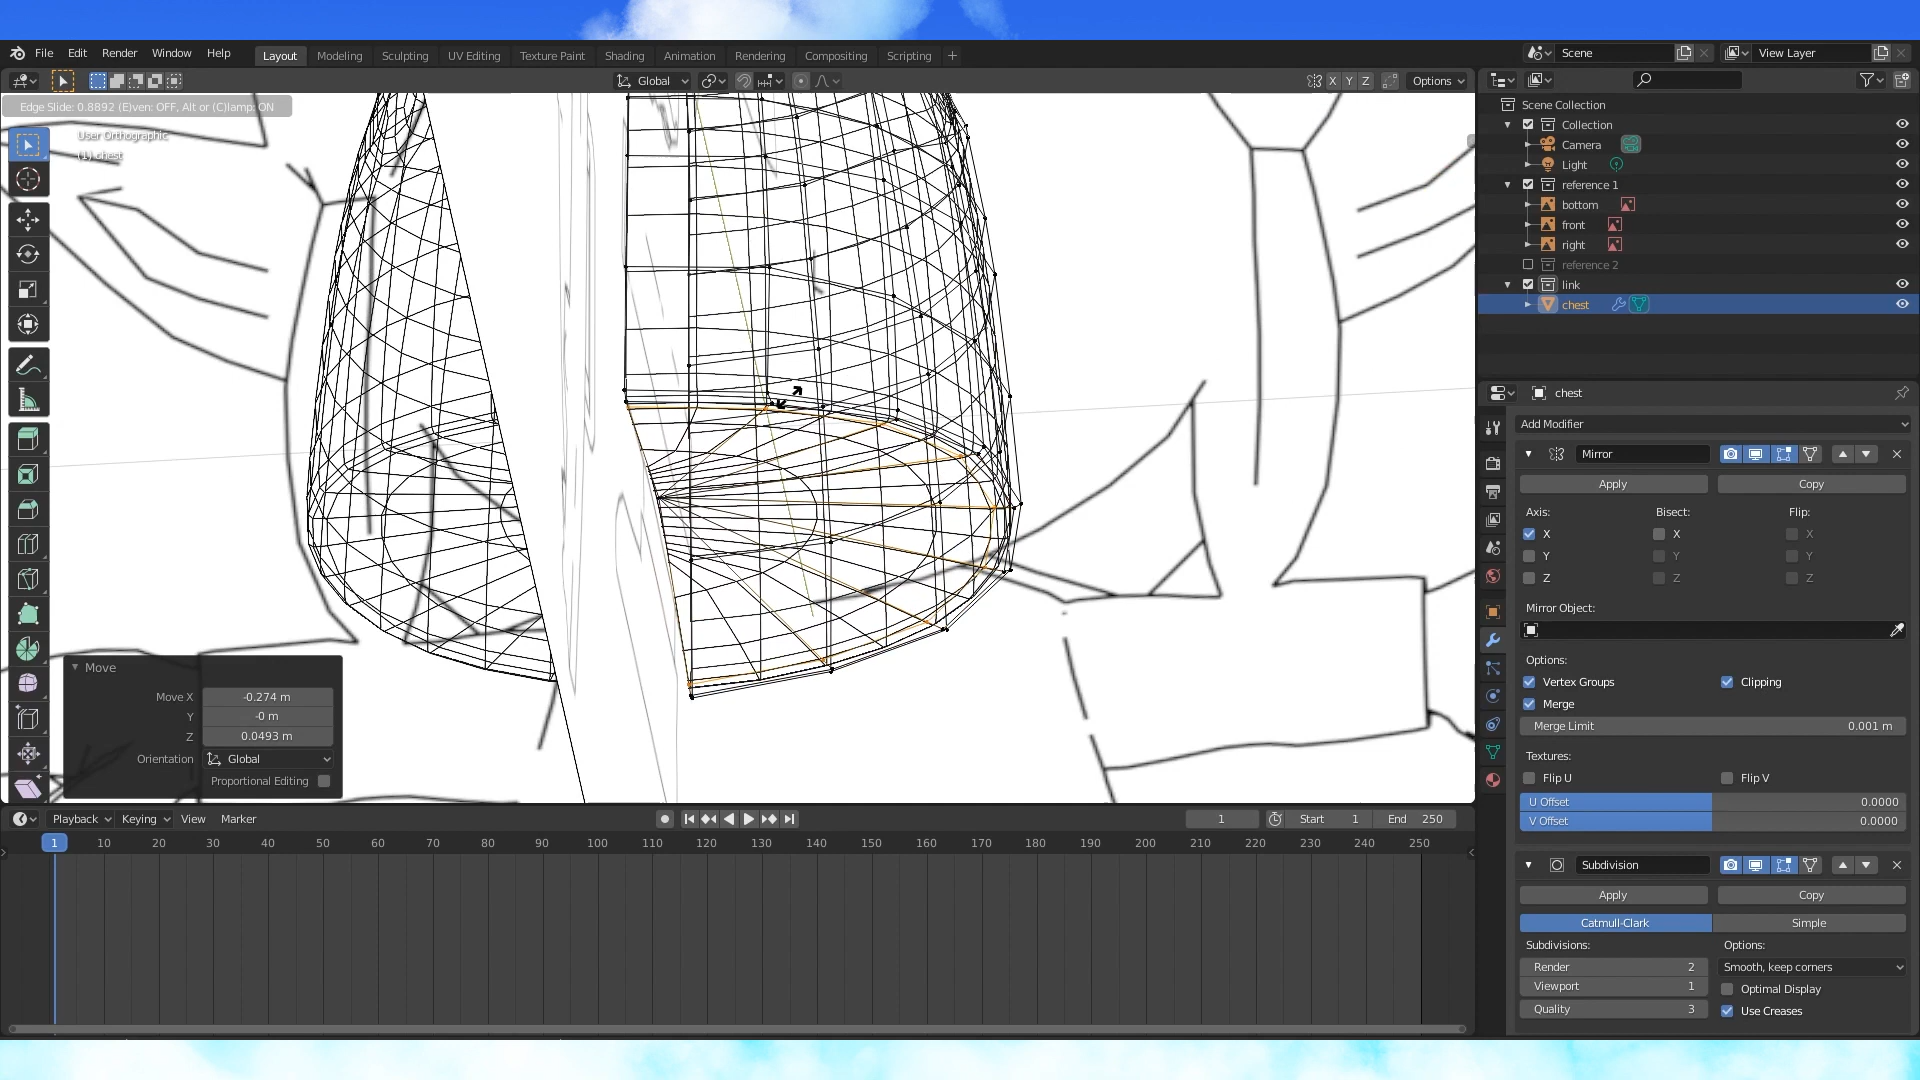 File Edit Render Window Help Layout Modeling Sculpting UV Editing Texture Paint Shading Animation Rendering Compositing Scripting + Scene View Layer
Global X Y Z Options
Edge Slide: 0.8892 (E)ven: OFF, Alt or (C)lamp: ON
User Orthographic
(1) chest
Move
Move X -0.274 m
Y -0 m
Z 0.0493 m
Orientation Global
Proportional Editing
Playback Keying View Marker 1 Start 1 End 250
1 10 20 30 40 50 60 70 80 90 100 110 120 130 140 150 160 170 180 190 200 210 220 230 240 250
Scene Collection
Collection
Camera
Light
reference 1
bottom
front
right
reference 2
link
chest
chest
Add Modifier
Mirror
Apply Copy
Axis: Bisect: Flip:
X X X
Y Y Y
Z Z Z
Mirror Object:
Options:
Vertex Groups Clipping
Merge
Merge Limit 0.001 m
Textures:
Flip U Flip V
U Offset 0.0000
V Offset 0.0000
Subdivision
Apply Copy
Catmull-Clark Simple
Subdivisions: Options:
Render 2 Smooth, keep corners
Viewport 1 Optimal Display
Quality 3 Use Creases